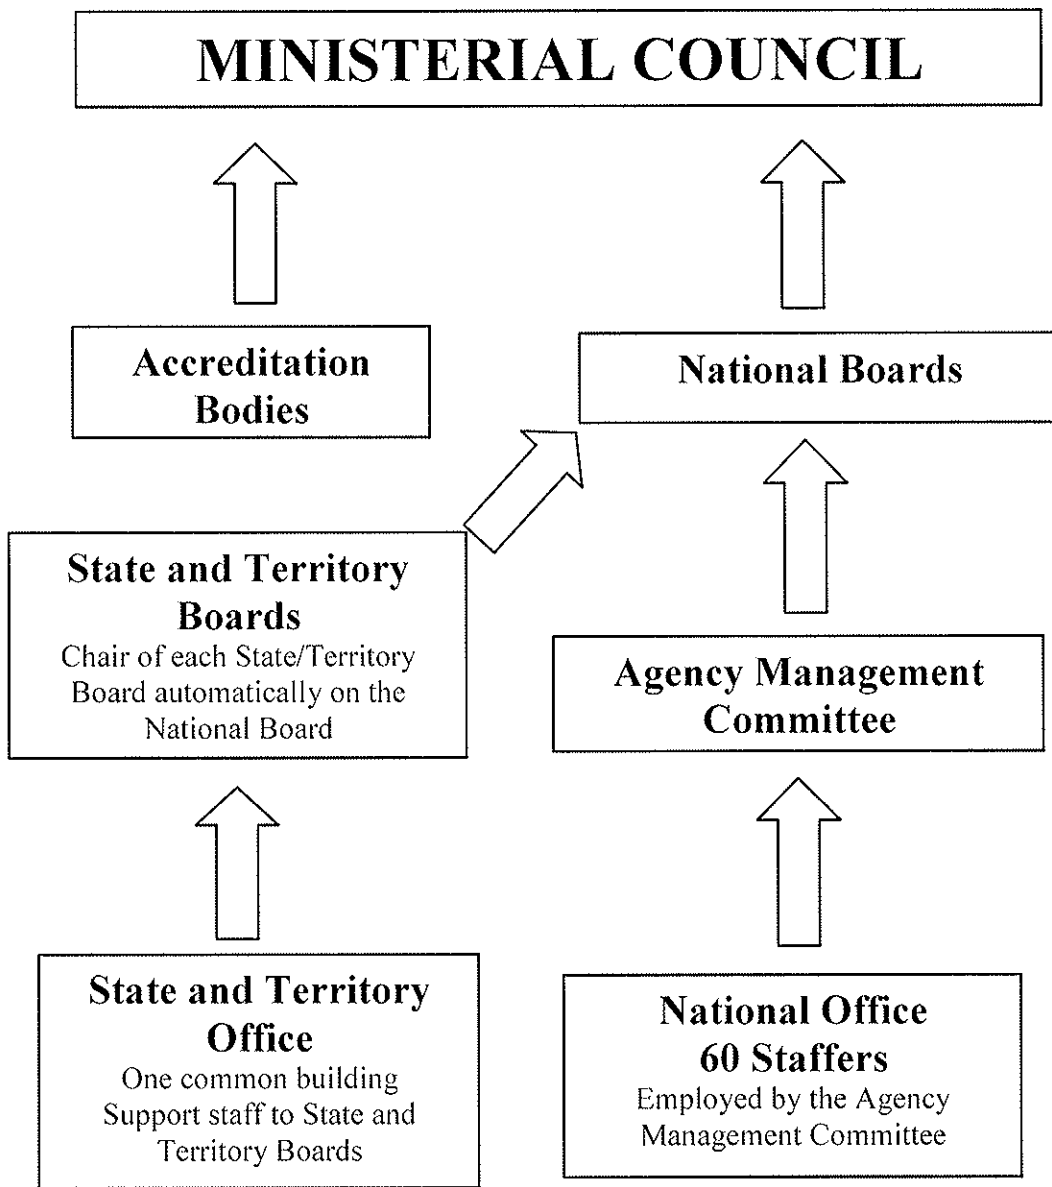 MINISTERIAL COUNCIL
Accreditation
Bodies
National Boards
State and Territory
Boards
Chair of each State/Territory
Board automatically on the
National Board
Agency Management
Committee
State and Territory
Office
One common building
Support staff to State and
Territory Boards
National Office
60 Staffers
Employed by the Agency
Management Committee